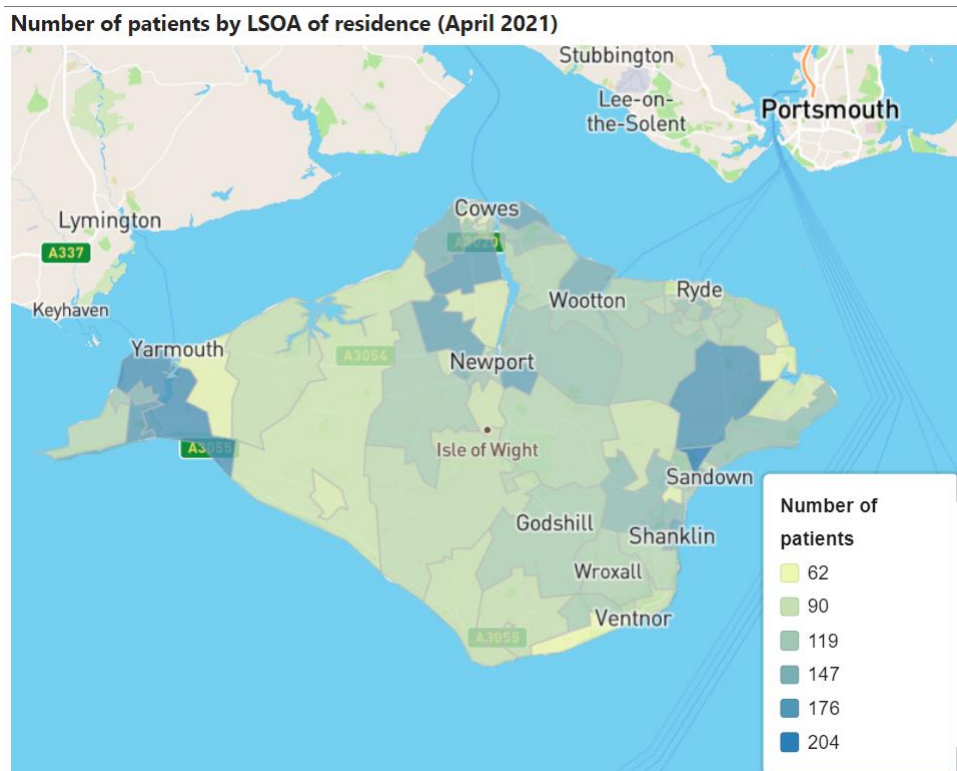 Number of patients by LSOA of residence (April 2021)
Stubbington
Lee-on-
the-Solent
Portsmouth
Lymington
A337
Keyhaven
Cowes
A3020
Wootton
Ryde
Yarmouth
A3054
Newport
Isle of Wight
A3055
Sandown
Godshill
Shanklin
Wroxall
Ventnor
A3055
Number of
patients
62
90
119
147
176
204